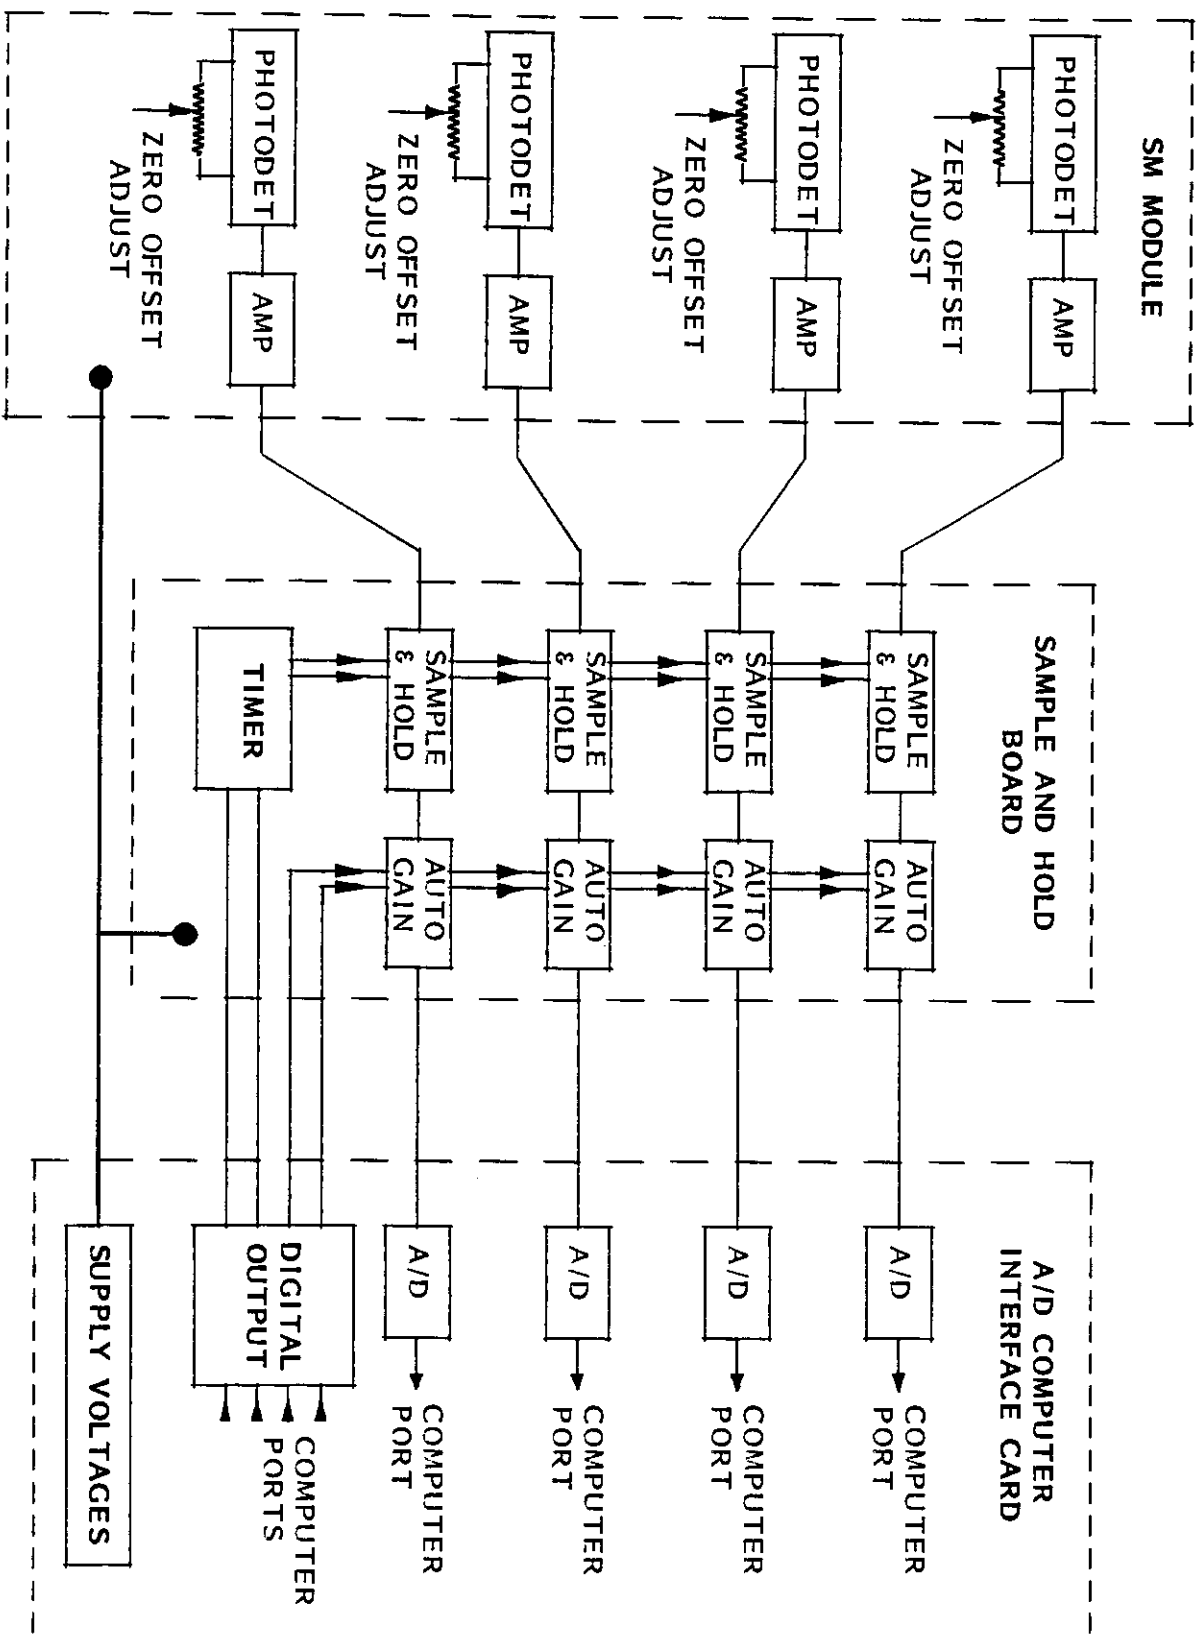 SM MODULE
PHOTODET
AMP
ZERO OFFSET
ADJUST
PHOTODET
AMP
ZERO OFFSET
ADJUST
PHOTODET
AMP
ZERO OFFSET
ADJUST
PHOTODET
AMP
ZERO OFFSET
ADJUST
SAMPLE AND HOLD
BOARD
SAMPLE
& HOLD
AUTO
GAIN
SAMPLE
& HOLD
AUTO
GAIN
SAMPLE
& HOLD
AUTO
GAIN
SAMPLE
& HOLD
AUTO
GAIN
TIMER
A/D COMPUTER
INTERFACE CARD
A/D
COMPUTER
PORT
A/D
COMPUTER
PORT
A/D
COMPUTER
PORT
A/D
COMPUTER
PORT
DIGITAL
OUTPUT
COMPUTER
PORTS
SUPPLY VOLTAGES